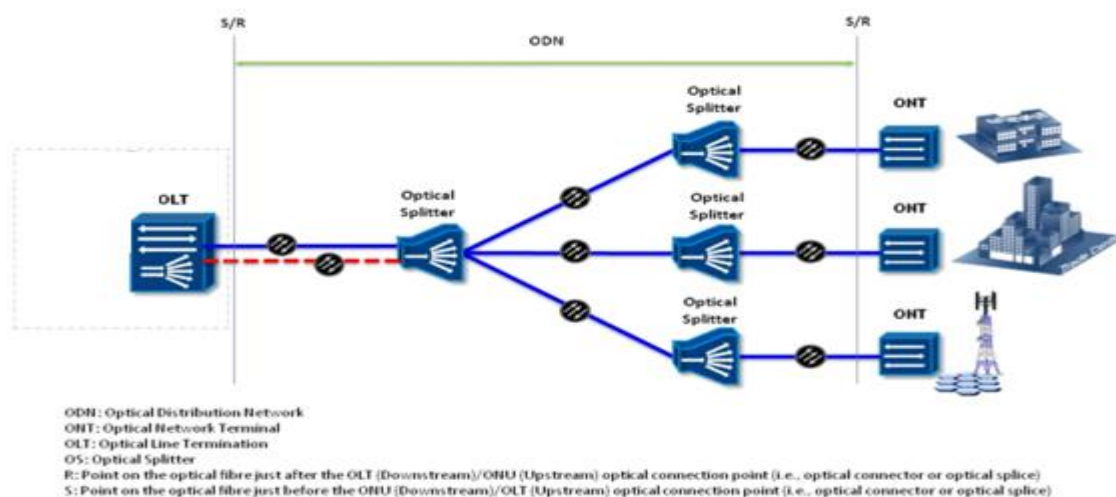 S/R
S/R
ODN
Optical
Splitter
ONT
OLT
Optical
Splitter
Optical
Splitter
ONT
Optical
Splitter
ONT
ODN: Optical Distribution Network
ONT: Optical Network Terminal
OLT: Optical Line Termination
OS: Optical Splitter
R: Point on the optical fibre just after the OLT (Downstream)/ONU (Upstream) optical connection point (i.e., optical connector or optical splice)
S: Point on the optical fibre just before the ONU (Downstream)/OLT (Upstream) optical connection point (i.e., optical connector or optical splice)